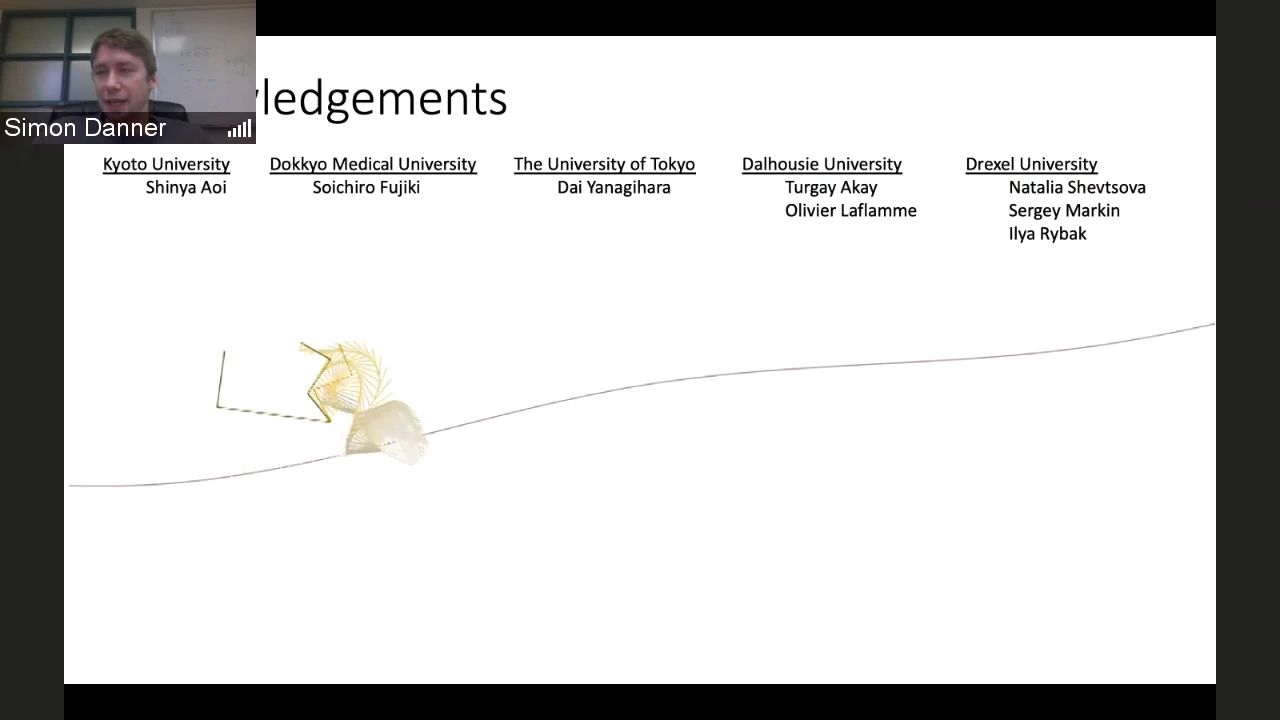 Simon Danner
wledgements
Kyoto University
Shinya Aoi
Dokkyo Medical University
Soichiro Fujiki
The University of Tokyo
Dai Yanagihara
Dalhousie University
Turgay Akay
Olivier Laflamme
Drexel University
Natalia Shevtsova
Sergey Markin
Ilya Rybak